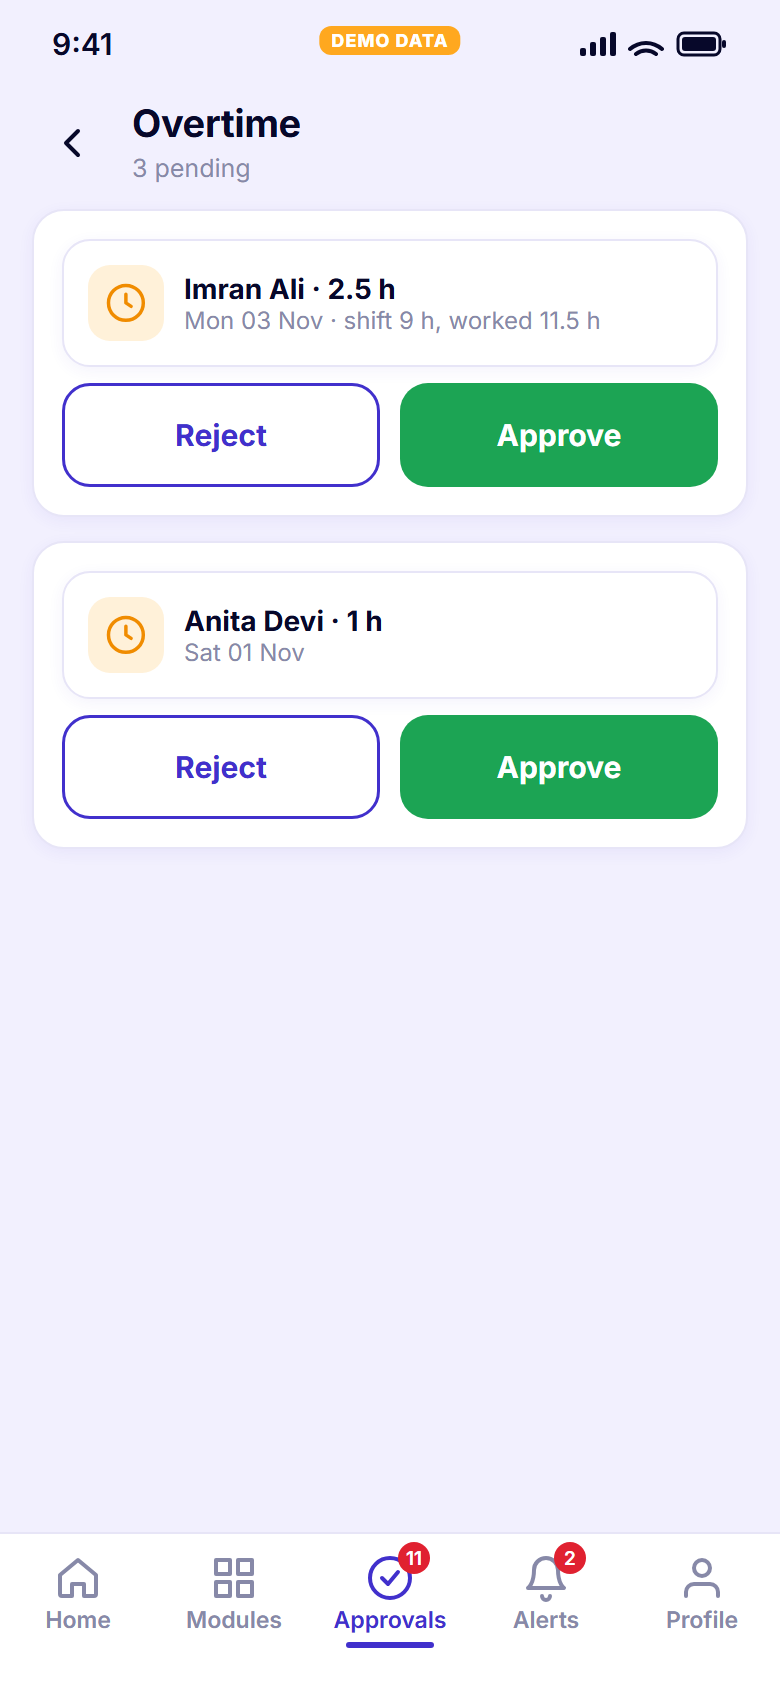 9:41
DEMO DATA
Overtime
3 pending
Imran Ali · 2.5 h
Mon 03 Nov · shift 9 h, worked 11.5 h
Reject
Approve
Anita Devi · 1 h
Sat 01 Nov
Reject
Approve
11
2
Home
Modules
Approvals
Alerts
Profile